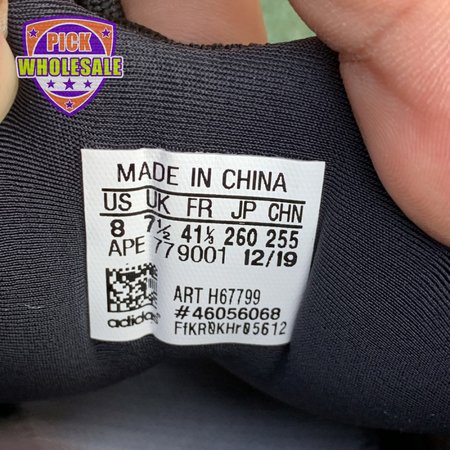 PICK
WHOLESALE
MADE IN CHINA
US UK FR JP CHN
8 7½ 41⅓ 260 255
APE 779001 12/19
ART H67799
#46056068
adidas
FfKR0KHr05612